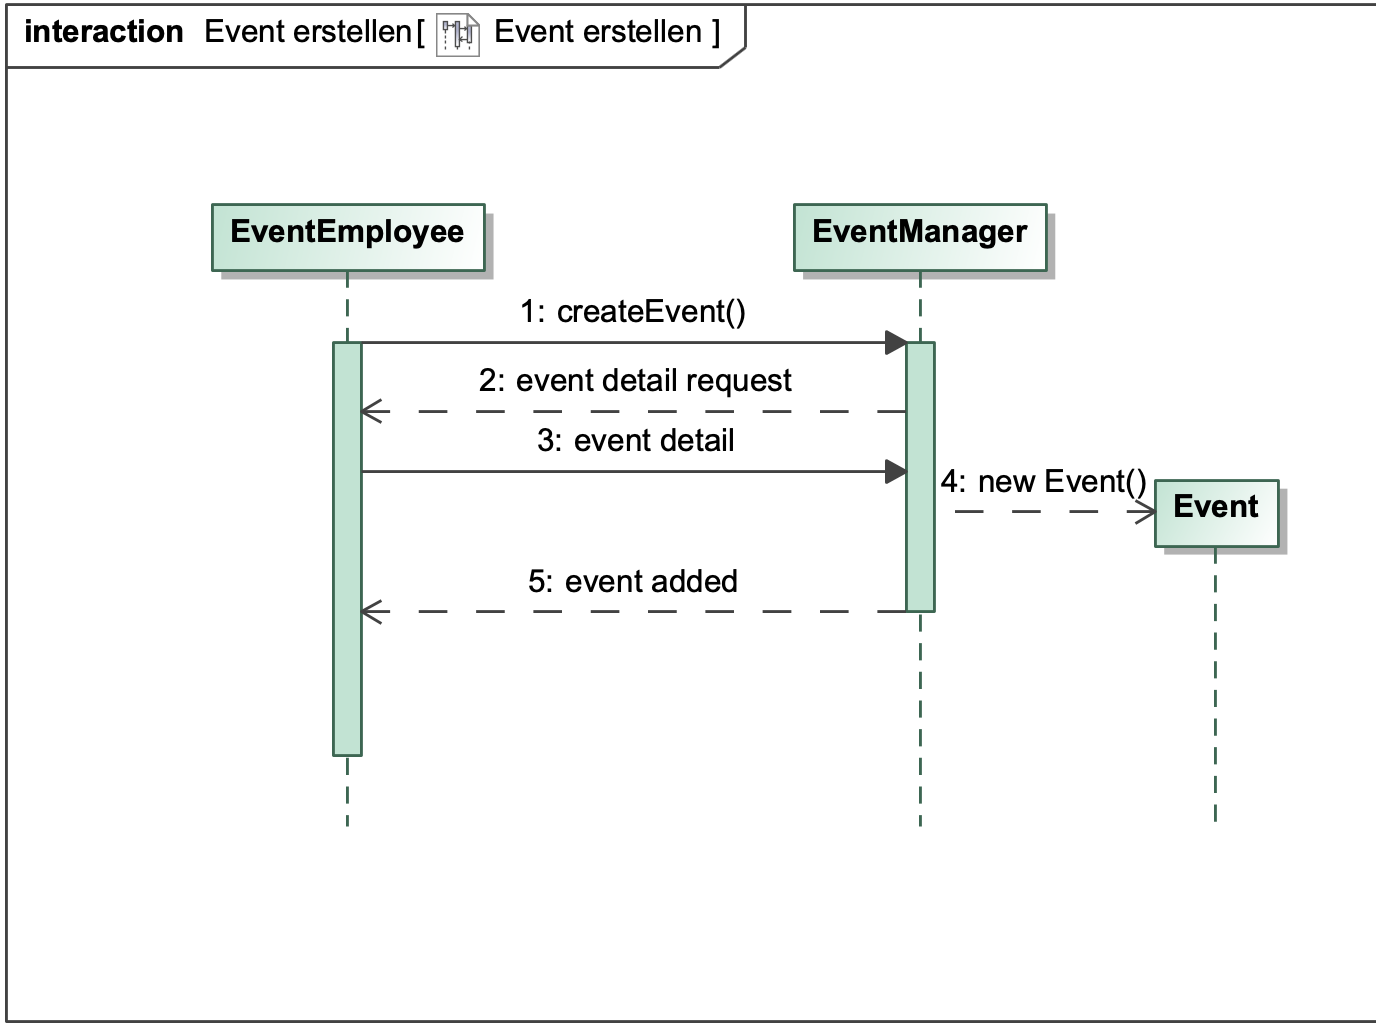 interaction Event erstellen[ Event erstellen ]
EventEmployee
EventManager
1: createEvent()
2: event detail request
3: event detail
4: new Event()
Event
5: event added